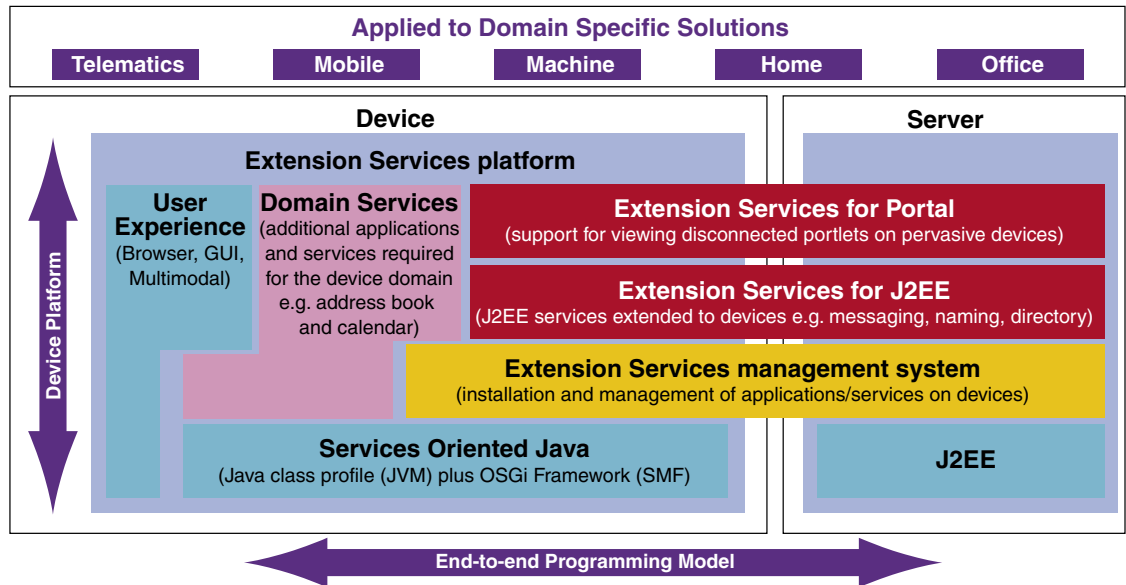 Applied to Domain Specific Solutions
Telematics
Mobile
Machine
Home
Office
Device
Server
Extension Services platform
User
Experience
(Browser, GUI,
Multimodal)
Domain Services
(additional applications
and services required
for the device domain
e.g. address book
and calendar)
Extension Services for Portal
(support for viewing disconnected portlets on pervasive devices)
Extension Services for J2EE
(J2EE services extended to devices e.g. messaging, naming, directory)
Extension Services management system
(installation and management of applications/services on devices)
Services Oriented Java
(Java class profile (JVM) plus OSGi Framework (SMF)
J2EE
Device Platform
End-to-end Programming Model